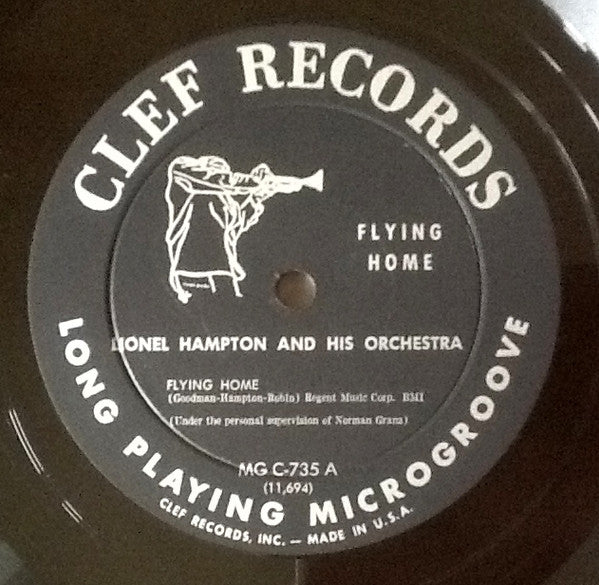 CLEF RECORDS
FLYING
HOME
LIONEL HAMPTON AND HIS ORCHESTRA
FLYING HOME
(Goodman-Hampton-Robin) Regent Music Corp. BMI
(Under the personal supervision of Norman Granz)
MG C-735 A
(11,694)
LONG PLAYING MICROGROOVE
CLEF RECORDS, INC. — MADE IN U.S.A.